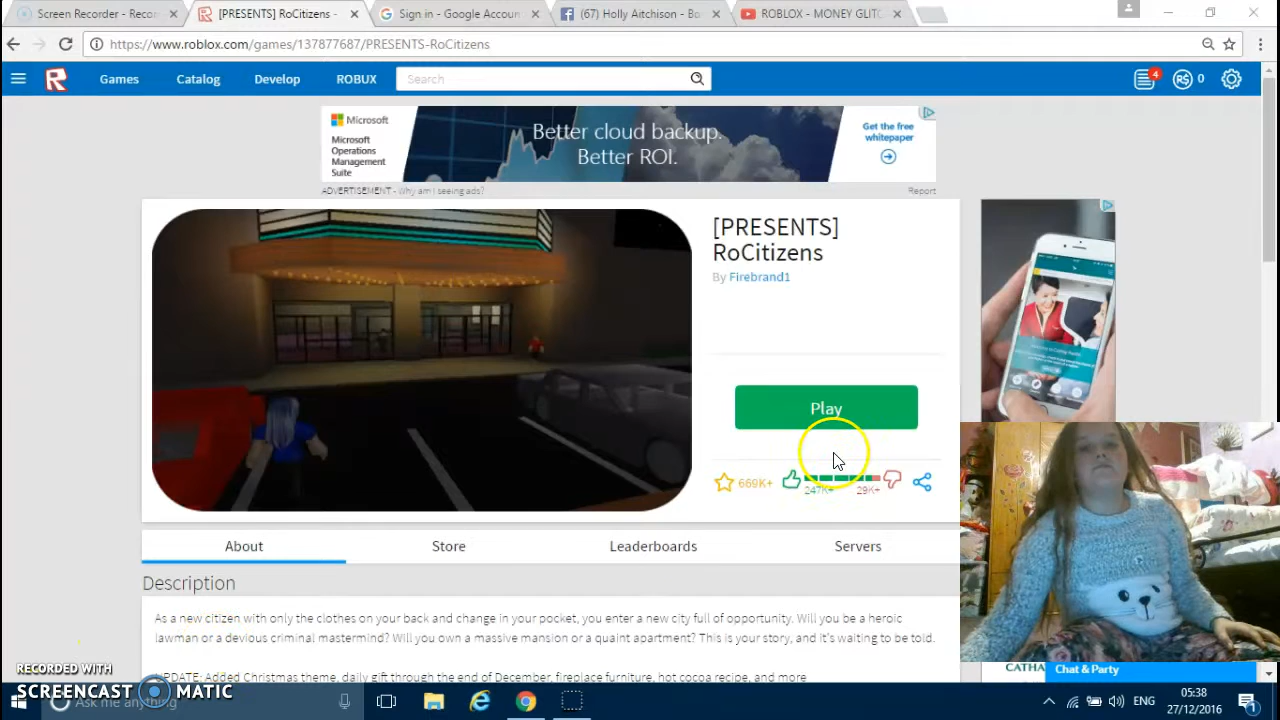 Screen Recorder - Recor
[PRESENTS] RoCitizens -
Sign in - Google Accoun
(67) Holly Aitchison - Bo
ROBLOX - MONEY GLITC
https://www.roblox.com/games/137877687/PRESENTS-RoCitizens
Games
Catalog
Develop
ROBUX
Search
4
R$ 0
Microsoft
Microsoft
Operations
Management
Suite
Better cloud backup.
Better ROI.
Get the free
whitepaper
ADVERTISEMENT - Why am I seeing ads?
Report
[PRESENTS]
RoCitizens
By Firebrand1
Play
669K+
247K+
29K+
About
Store
Leaderboards
Servers
Description
As a new citizen with only the clothes on your back and change in your pocket, you enter a new city full of opportunity. Will you be a heroic
lawman or a devious criminal mastermind? Will you own a massive mansion or a quaint apartment? This is your story, and it's waiting to be told.
UPDATE: Added Christmas theme, daily gift through the end of December, fireplace furniture, hot cocoa recipe, and more
CATHA
Chat & Party
RECORDED WITH
SCREENCAST MATIC
Ask me anything
ENG
05:38
27/12/2016
1